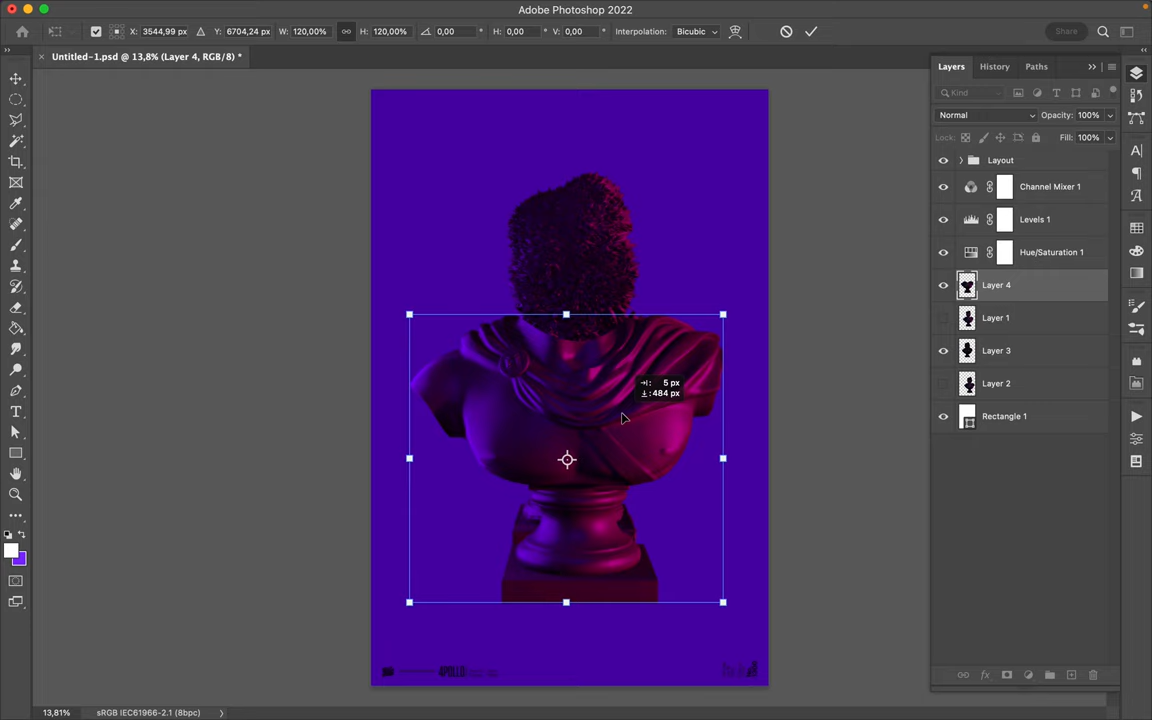 Adobe Photoshop 2022
X: 3544,99 px Y: 6704,24 px W: 120,00% H: 120,00% 0,00 H: 0,00 V: 0,00 Interpolation: Bicubic Share
Untitled-1.psd @ 13,8% (Layer 4, RGB/8) *
Layers History Paths
Kind
Normal Opacity: 100%
Lock: Fill: 100%
Layout
Channel Mixer 1
Levels 1
Hue/Saturation 1
Layer 4
Layer 1
Layer 3
Layer 2
Rectangle 1
5 px
:484 px
APOLLO
13,81% sRGB IEC61966-2.1 (8bpc)